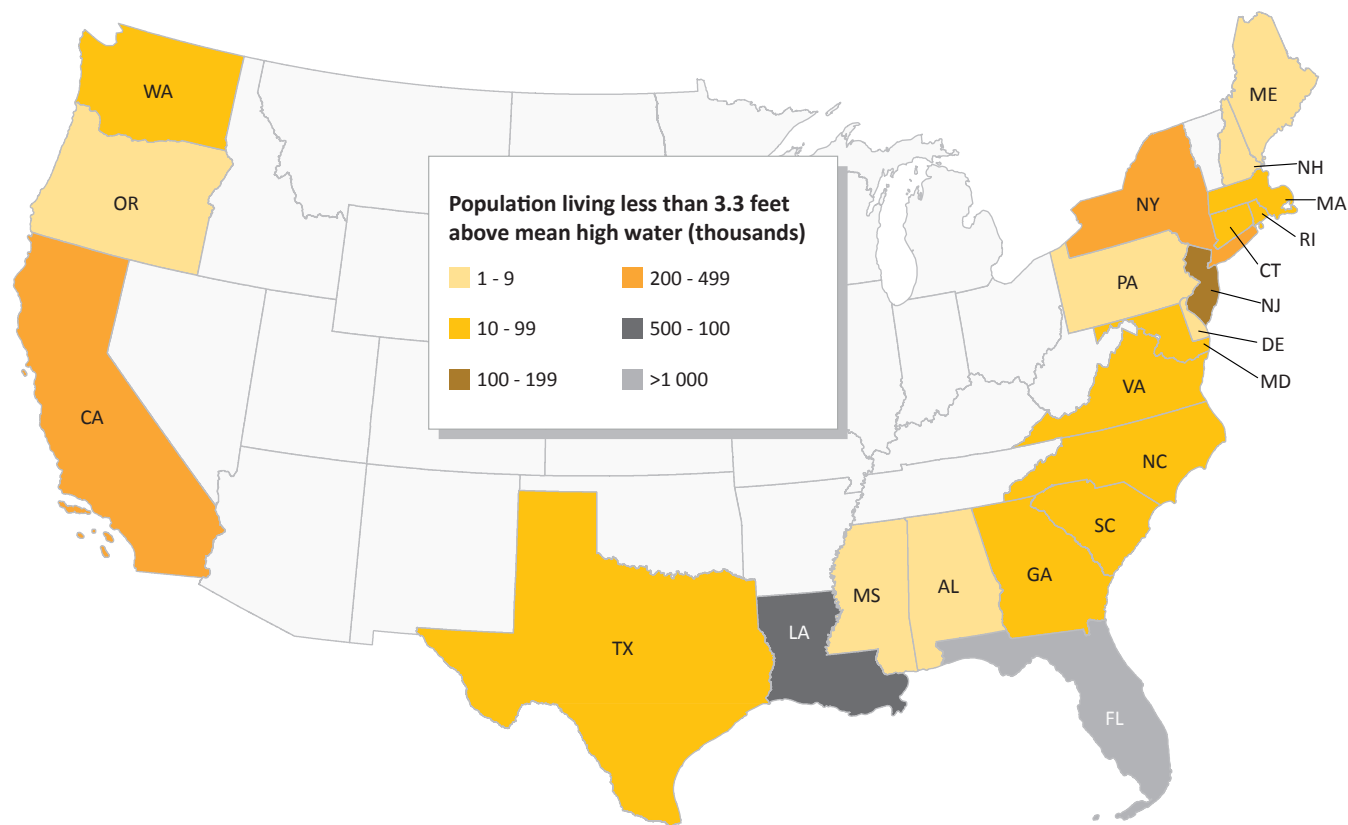 WA
ME
OR
NH
NY
MA
RI
CT
PA
NJ
DE
MD
Population living less than 3.3 feet
above mean high water (thousands)
1 - 9
200 - 499
10 - 99
500 - 100
100 - 199
>1 000
CA
VA
NC
SC
GA
MS
AL
LA
TX
FL